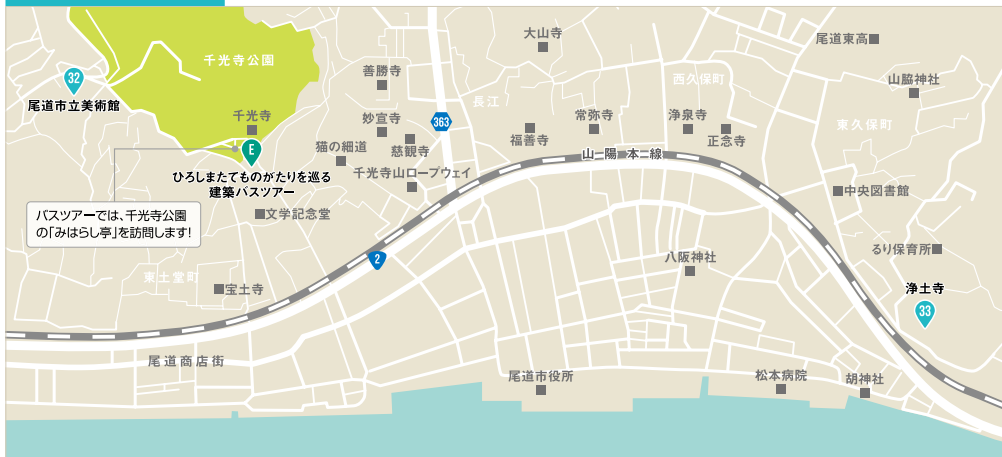 大山寺
尾道東高
千光寺公園
善勝寺
西久保町
32
山脇神社
尾道市立美術館
長江
千光寺
妙宣寺
363
常弥寺
浄泉寺
東久保町
福善寺
正念寺
慈観寺
猫の細道
E
山陽本線
千光寺山ロープウェイ
ひろしまたてものがたりを巡る
建築バスツアー
中央図書館
バスツアーでは、千光寺公園
の「みはらし亭」を訪問します!
文学記念堂
るり保育所
2
八阪神社
東土堂町
宝土寺
浄土寺
33
尾道商店街
尾道市役所
松本病院
胡神社